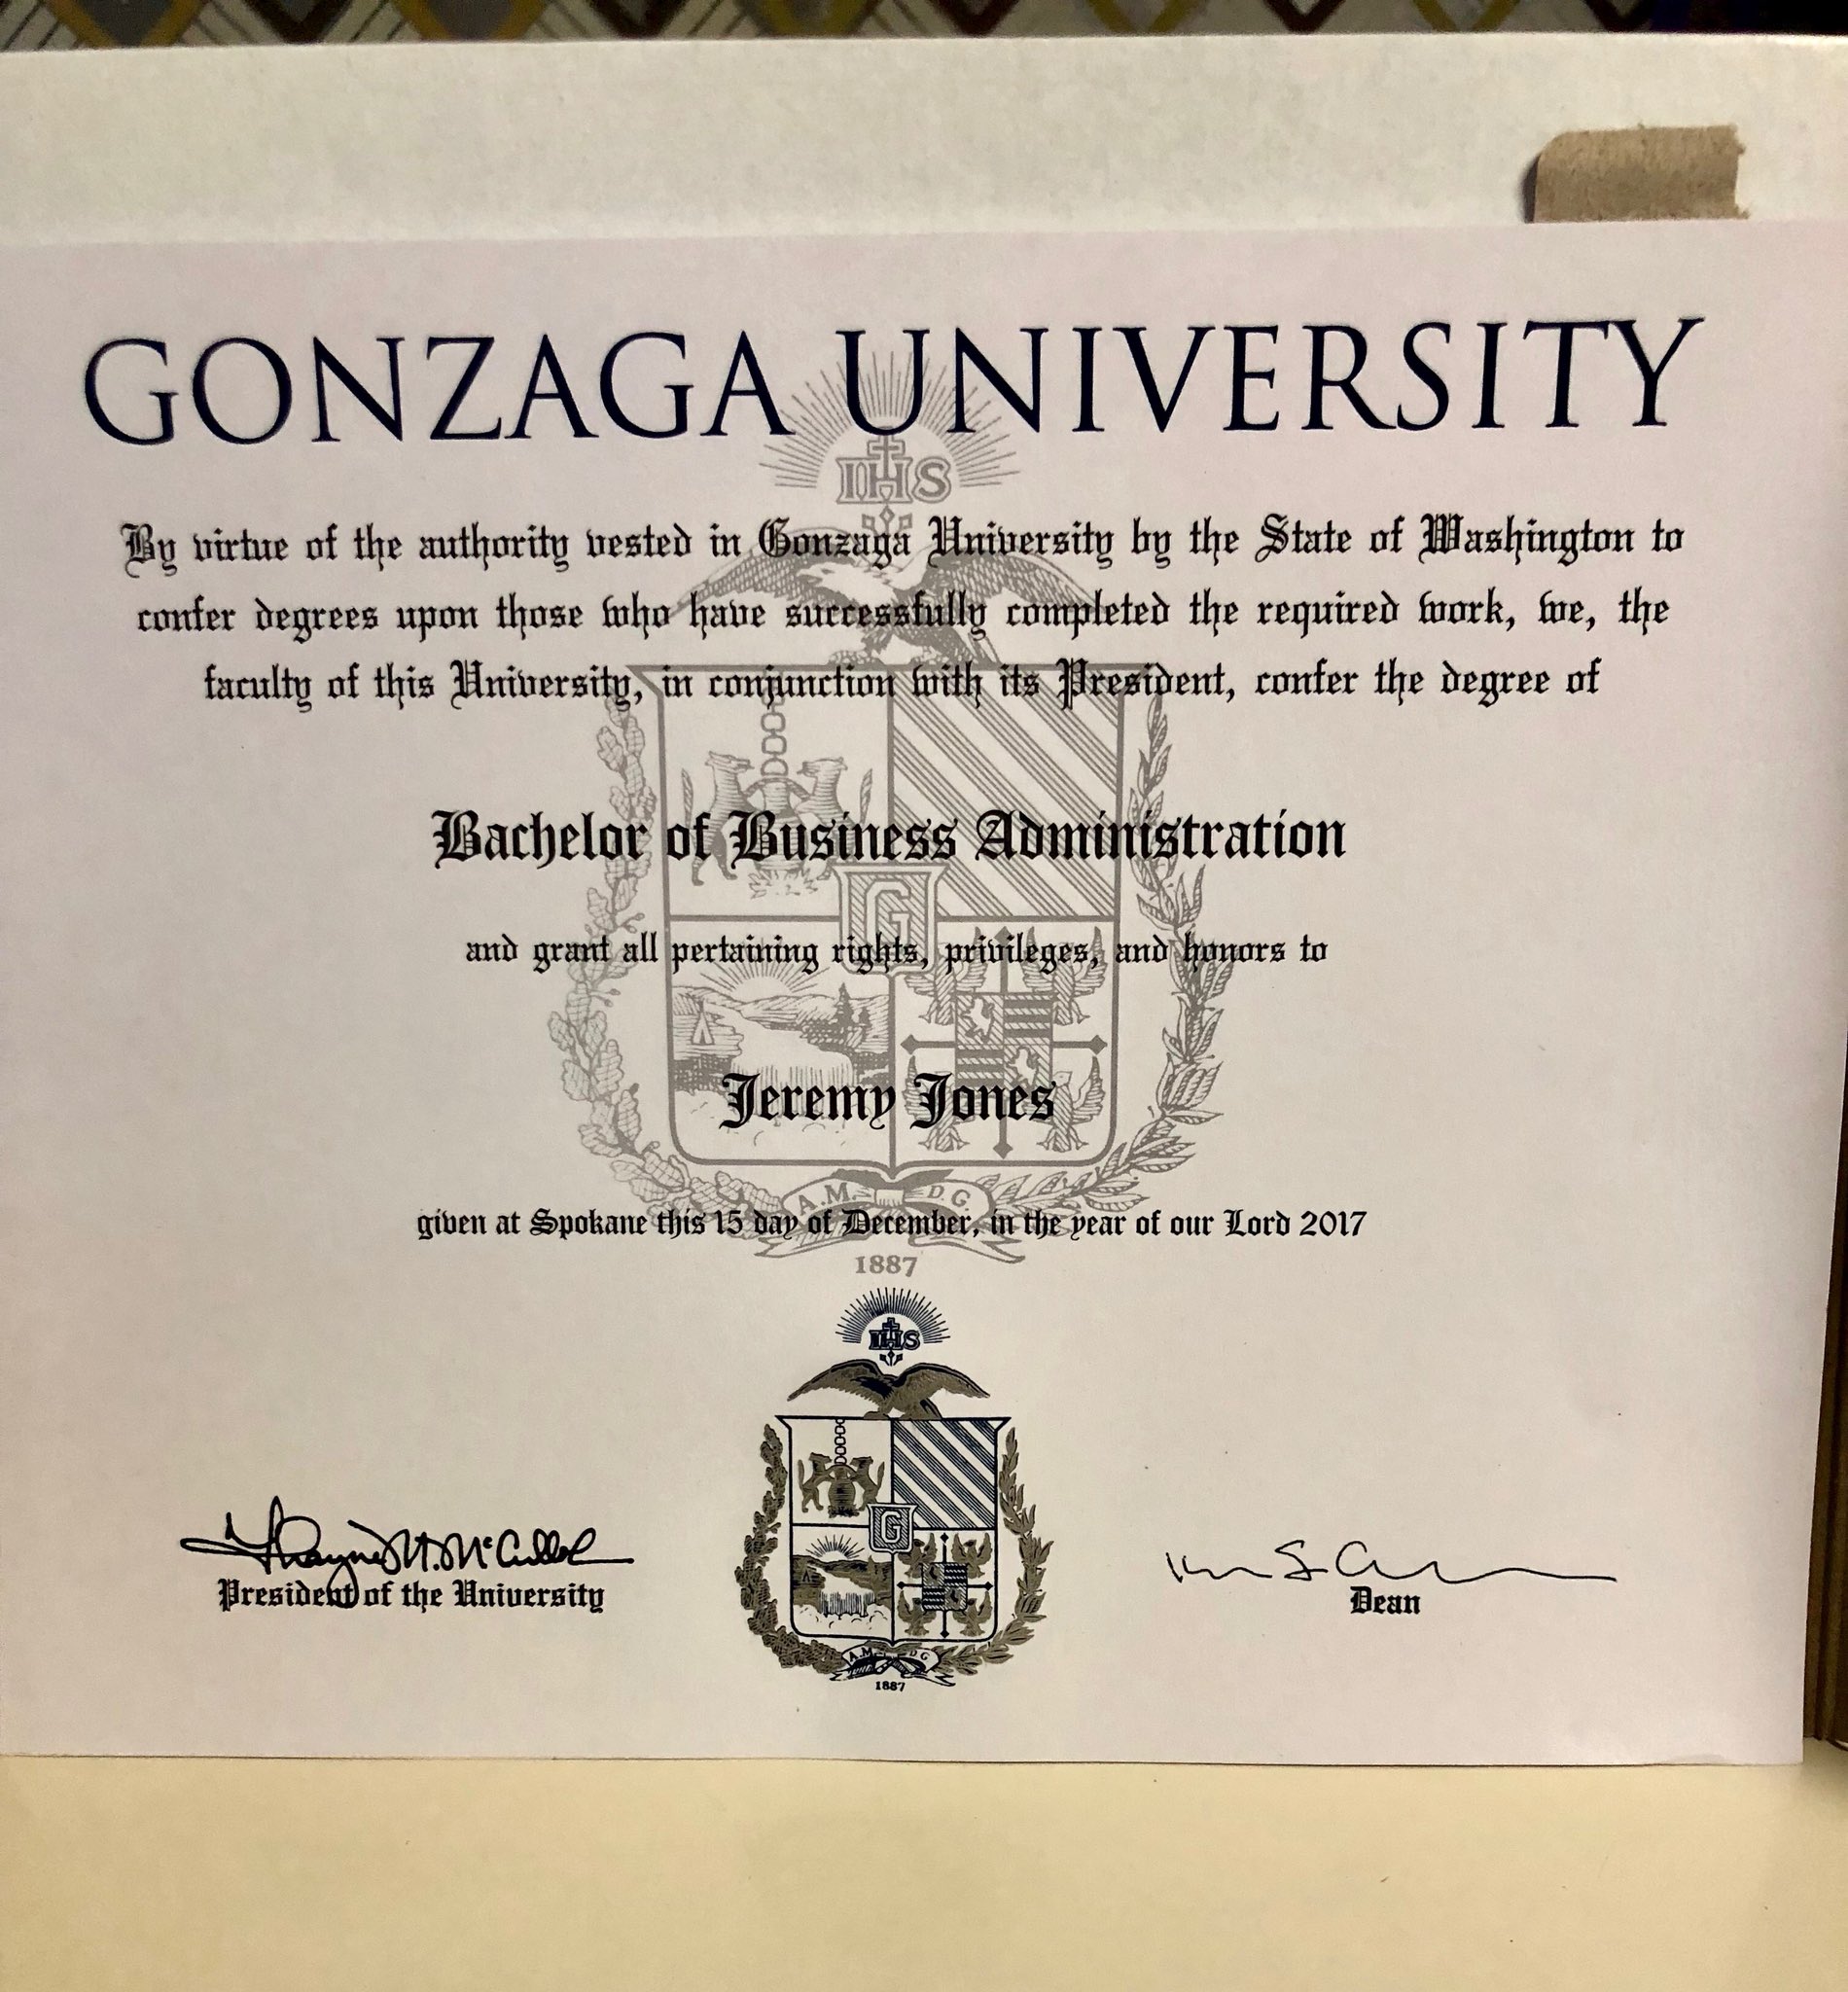 GONZAGA UNIVERSITY
IHS
By virtue of the authority vested in Gonzaga University by the State of Washington to
confer degrees upon those who have successfully completed the required work, we, the
faculty of this University, in conjunction with its President, confer the degree of
Bachelor of Business Administration
G
and grant all pertaining rights, privileges, and honors to
Jeremy Jones
A.M. D.G.
given at Spokane this 15 day of December, in the year of our Lord 2017
1887
IHS
G
Thayne M. McCulloh
President of the University
Dean
A.M. D.G.
1887